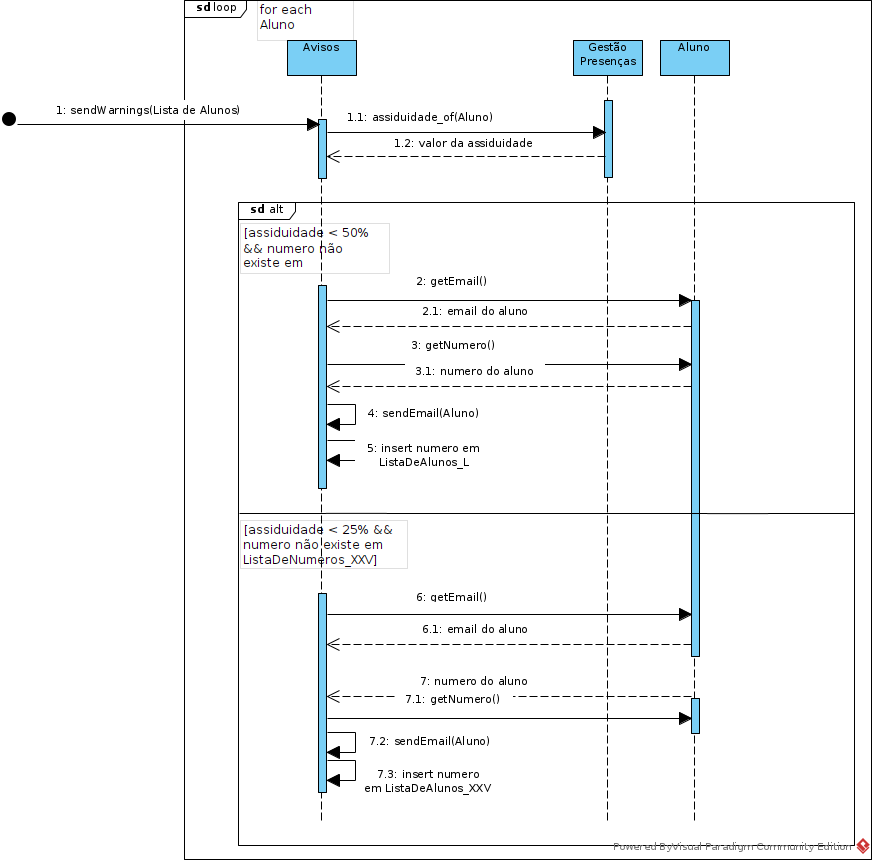 sd loop
for each
Aluno
Avisos
Gestão
Presenças
Aluno
1: sendWarnings(Lista de Alunos)
1.1: assiduidade_of(Aluno)
1.2: valor da assiduidade
sd alt
[assiduidade < 50%
&& numero não
existe em
2: getEmail()
2.1: email do aluno
3: getNumero()
3.1: numero do aluno
4: sendEmail(Aluno)
5: insert numero em
ListaDeAlunos_L
[assiduidade < 25% &&
numero não existe em
ListaDeNumeros_XXV]
6: getEmail()
6.1: email do aluno
7: numero do aluno
7.1: getNumero()
7.2: sendEmail(Aluno)
7.3: insert numero
em ListaDeAlunos_XXV
Powered ByVisual Paradigm Community Edition